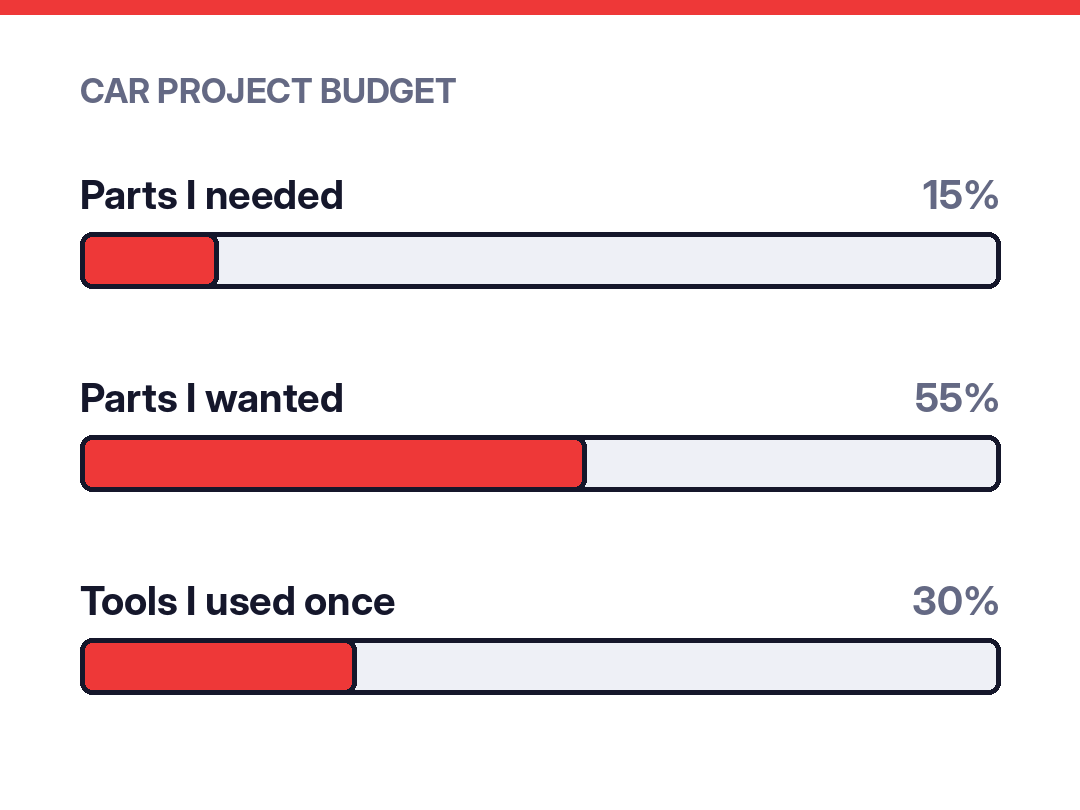 CAR PROJECT BUDGET
Parts I needed 15%
Parts I wanted 55%
Tools I used once 30%